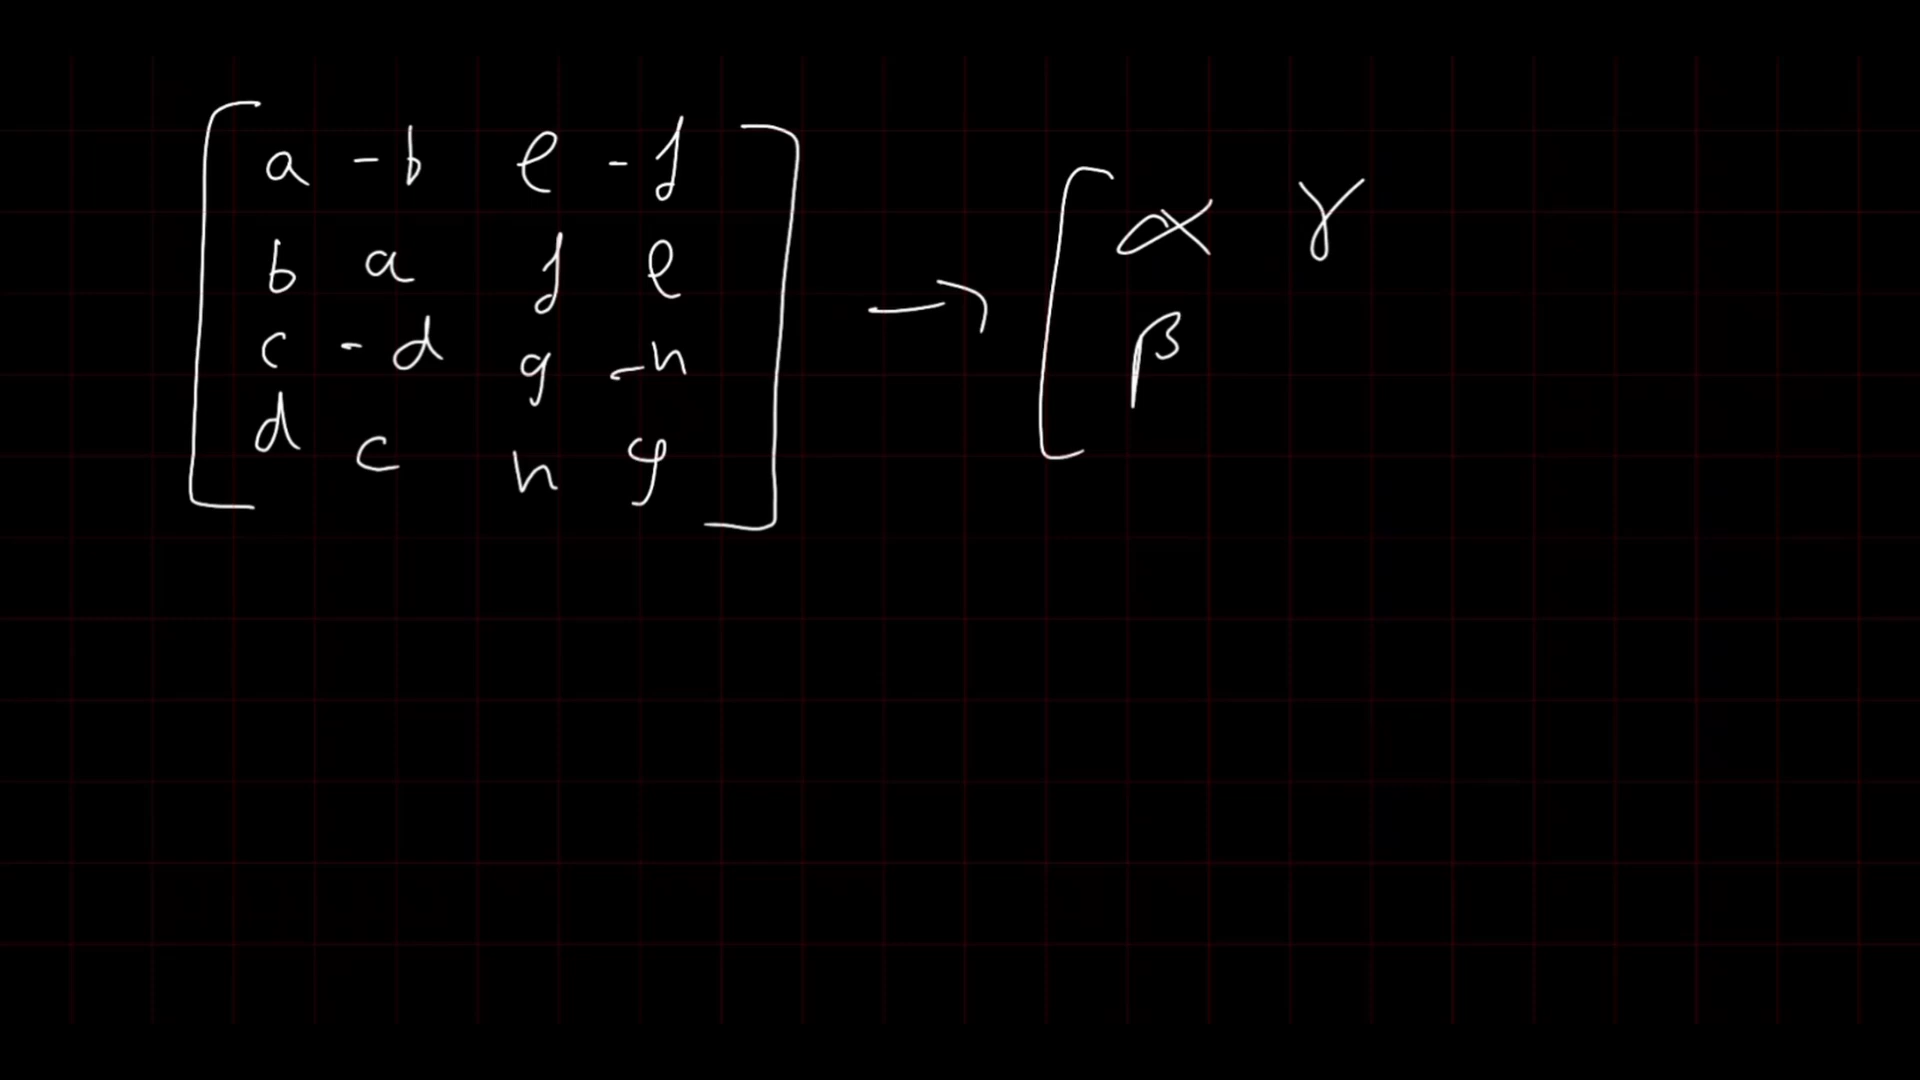 a -b e -f
b a f e
c -d g -h
d c h g
→ α γ
β